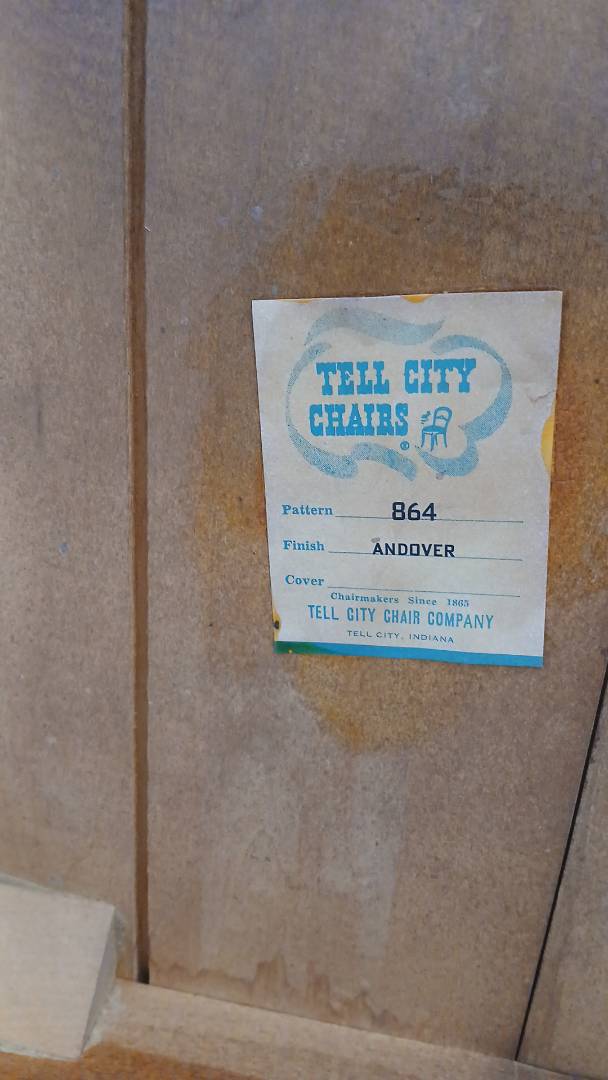 TELL CITY
CHAIRS ®
Pattern 864
Finish ANDOVER
Cover
Chairmakers Since 1865
TELL CITY CHAIR COMPANY
TELL CITY, INDIANA